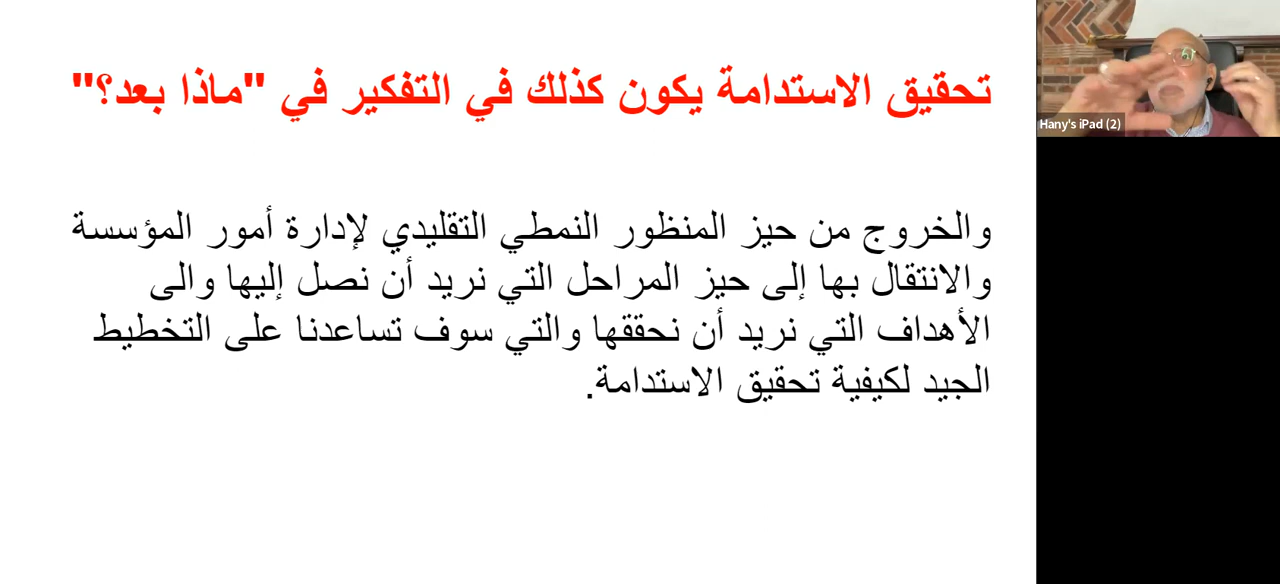 تحقيق الاستدامة يكون كذلك في التفكير في "ماذا بعد؟"
والخروج من حيز المنظور النمطي التقليدي لإدارة أمور المؤسسة
والانتقال بها إلى حيز المراحل التي نريد أن نصل إليها والى
الأهداف التي نريد أن نحققها والتي سوف تساعدنا على التخطيط
الجيد لكيفية تحقيق الاستدامة.
Hany's iPad (2)